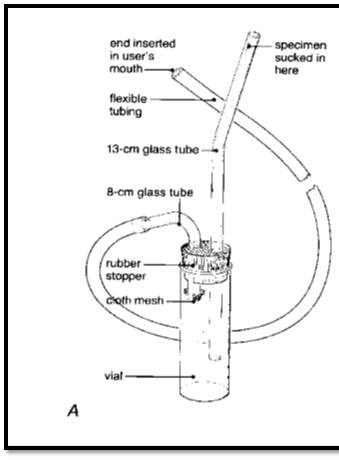 end inserted
in user's
mouth
specimen
sucked in
here
flexible
tubing
13-cm glass tube
8-cm glass tube
rubber
stopper
cloth mesh
vial
A